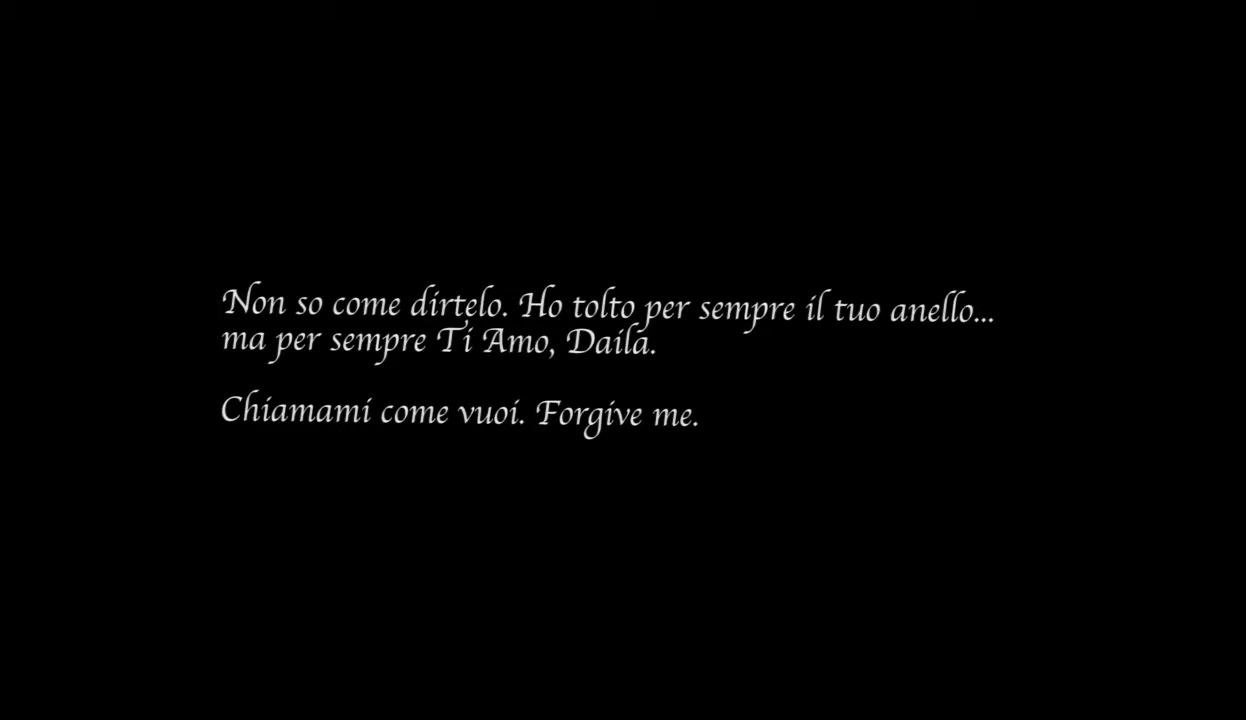 Non so come dirtelo. Ho tolto per sempre il tuo anello...
ma per sempre Ti Amo, Daila.
Chiamami come vuoi. Forgive me.